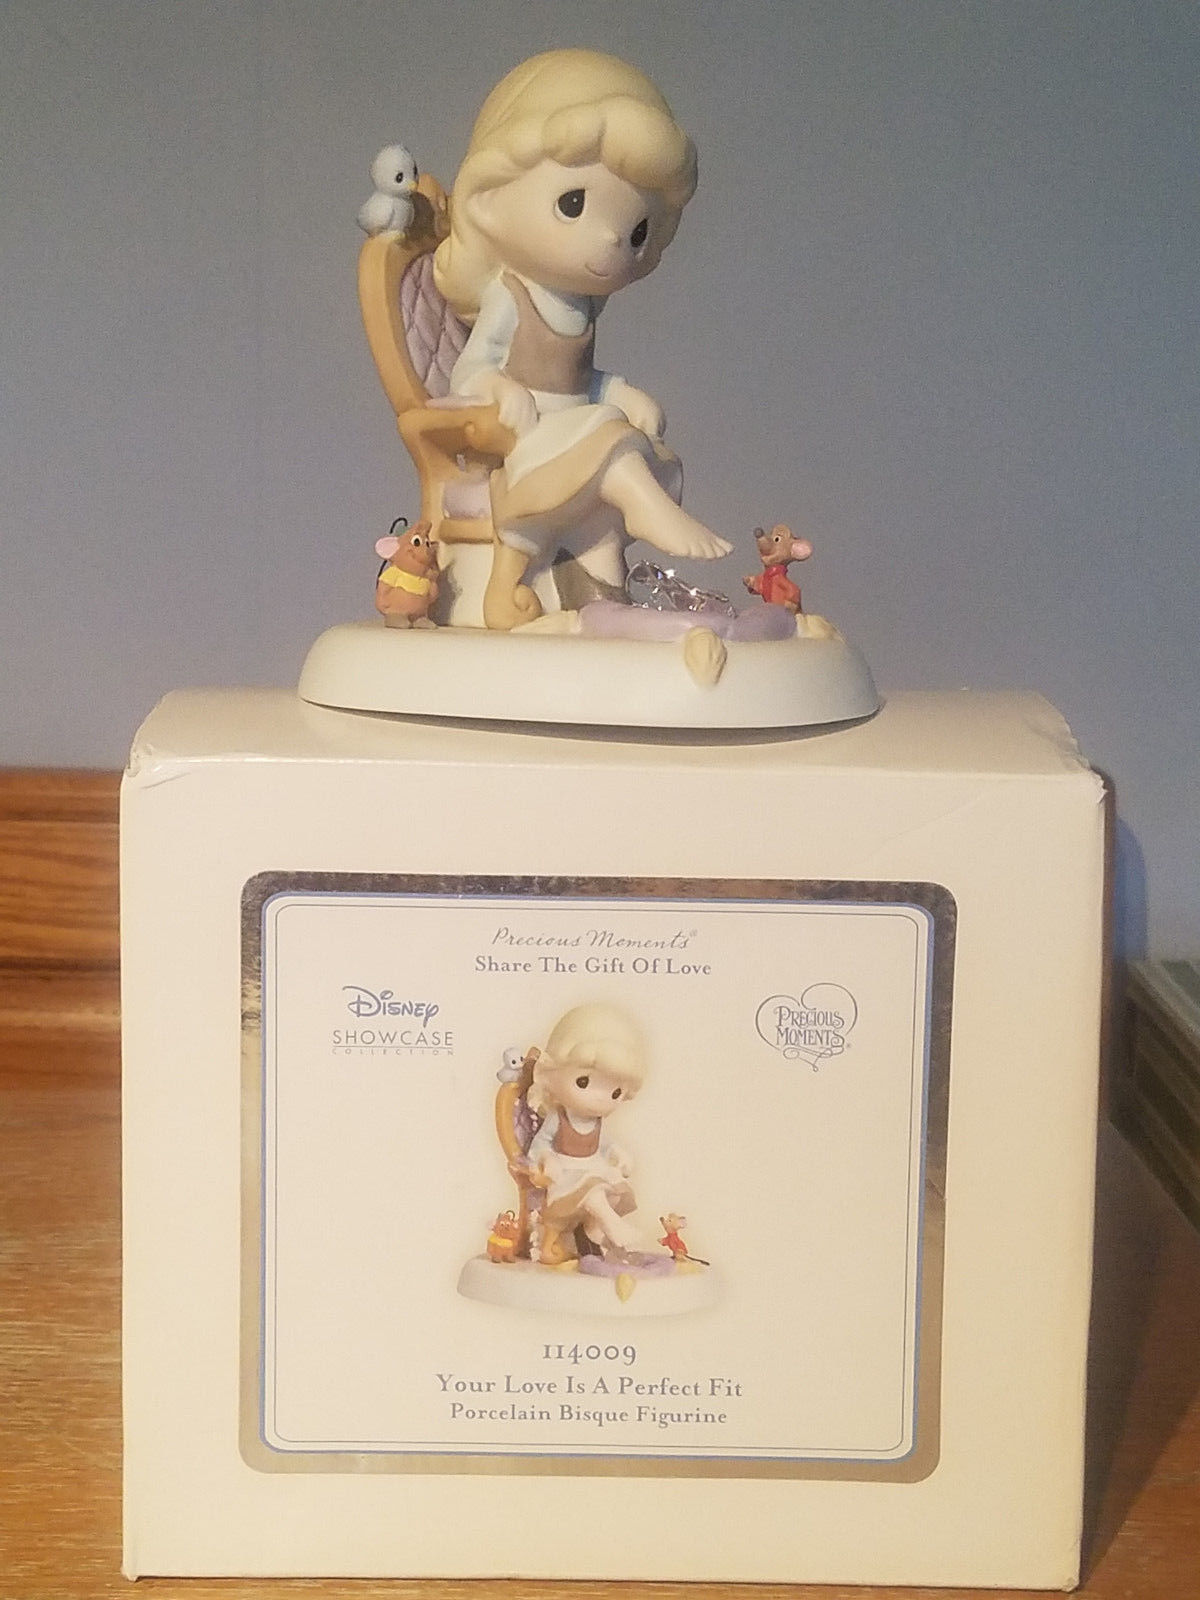 Precious Moments®
Share The Gift Of Love
Disney
SHOWCASE
COLLECTION
PRECIOUS
MOMENTS®
114009
Your Love Is A Perfect Fit
Porcelain Bisque Figurine